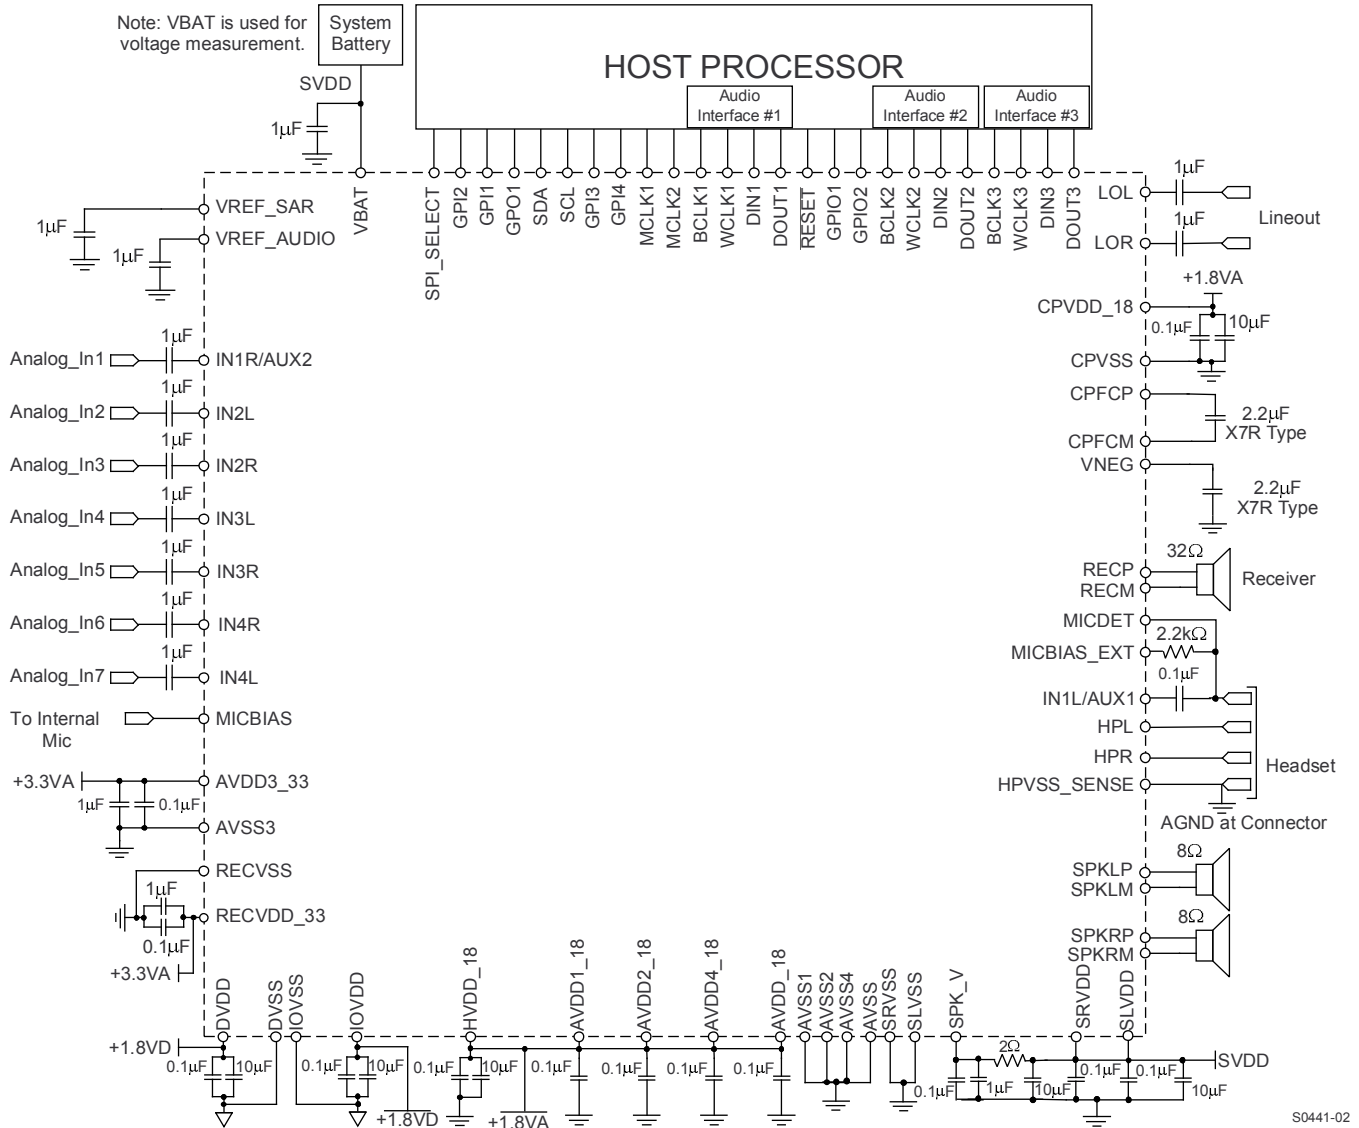 Note: VBAT is used for
voltage measurement.
System
Battery
HOST PROCESSOR
Audio
Interface #1
Audio
Interface #2
Audio
Interface #3
SVDD
1µF
VBAT
SPI_SELECT
GPI2
GPI1
GPO1
SDA
SCL
GPI3
GPI4
MCLK1
MCLK2
BCLK1
WCLK1
DIN1
DOUT1
RESET
GPIO1
GPIO2
BCLK2
WCLK2
DIN2
DOUT2
BCLK3
WCLK3
DIN3
DOUT3
1µF
VREF_SAR
1µF
VREF_AUDIO
1µF
Analog_In1
IN1R/AUX2
1µF
Analog_In2
IN2L
1µF
Analog_In3
IN2R
1µF
Analog_In4
IN3L
1µF
Analog_In5
IN3R
1µF
Analog_In6
IN4R
1µF
Analog_In7
IN4L
To Internal
Mic
MICBIAS
+3.3VA
AVDD3_33
1µF
0.1µF
AVSS3
RECVSS
1µF
RECVDD_33
0.1µF
+3.3VA
LOL
1µF
LOR
1µF
Lineout
+1.8VA
CPVDD_18
0.1µF
10µF
CPVSS
CPFCP
2.2µF
X7R Type
CPFCM
VNEG
2.2µF
X7R Type
32Ω
RECP
RECM
Receiver
MICDET
2.2kΩ
MICBIAS_EXT
0.1µF
IN1L/AUX1
HPL
HPR
Headset
HPVSS_SENSE
AGND at Connector
8Ω
SPKLP
SPKLM
8Ω
SPKRP
SPKRM
DVDD
DVSS
IOVSS
IOVDD
HVDD_18
AVDD1_18
AVDD2_18
AVDD4_18
AVDD_18
AVSS1
AVSS2
AVSS4
AVSS
SRVSS
SLVSS
SPK_V
SRVDD
SLVDD
+1.8VD
0.1µF
10µF
0.1µF
10µF
+1.8VD
0.1µF
10µF
+1.8VA
0.1µF
0.1µF
0.1µF
0.1µF
2Ω
0.1µF
1µF
10µF
0.1µF
0.1µF
10µF
SVDD
S0441-02